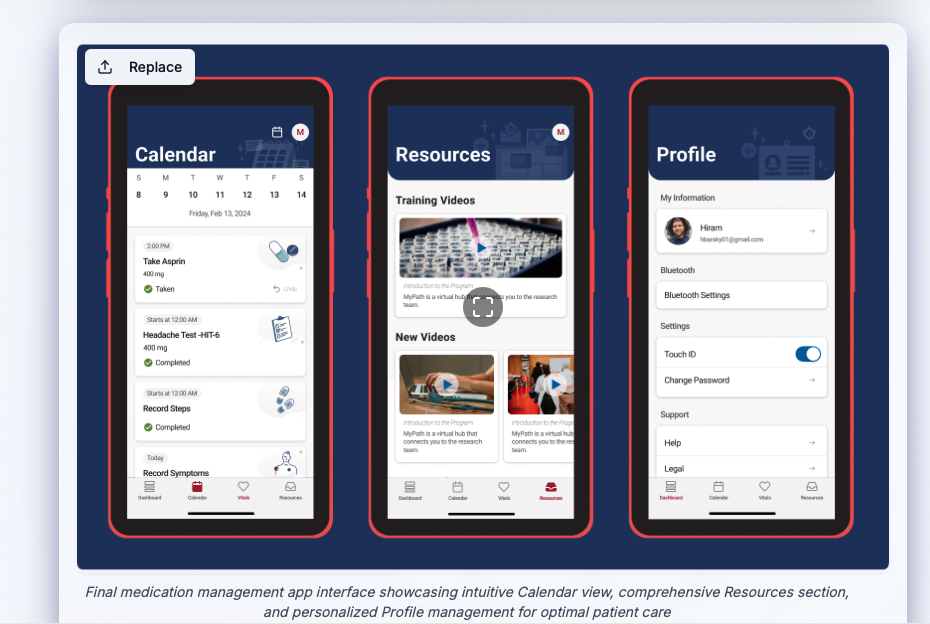 Replace
M
Calendar
S M T W T F S
8 9 10 11 12 13 14
Friday, Feb 13, 2024
2:00 PM
Take Asprin
400 mg
Taken
Undo
Starts at 12:00 AM
Headache Test -HIT-6
400 mg
Completed
Starts at 12:00 AM
Record Steps
Completed
Today
Record Symptoms
Dashboard Calendar Vitals Resources
M
Resources
Training Videos
Introduction to the Program
MyPath is a virtual hub that connects you to the research
team.
New Videos
Introduction to the Program
MyPath is a virtual hub that
connects you to the research
team.
Introduction to the Program
MyPath is a virtual hub
connects you to the res
team.
Dashboard Calendar Vitals Resources
Profile
My Information
Hiram
hbarsky01@gmail.com
Bluetooth
Bluetooth Settings
Settings
Touch ID
Change Password
Support
Help
Legal
Dashboard Calendar Vitals Resources
Final medication management app interface showcasing intuitive Calendar view, comprehensive Resources section,
and personalized Profile management for optimal patient care